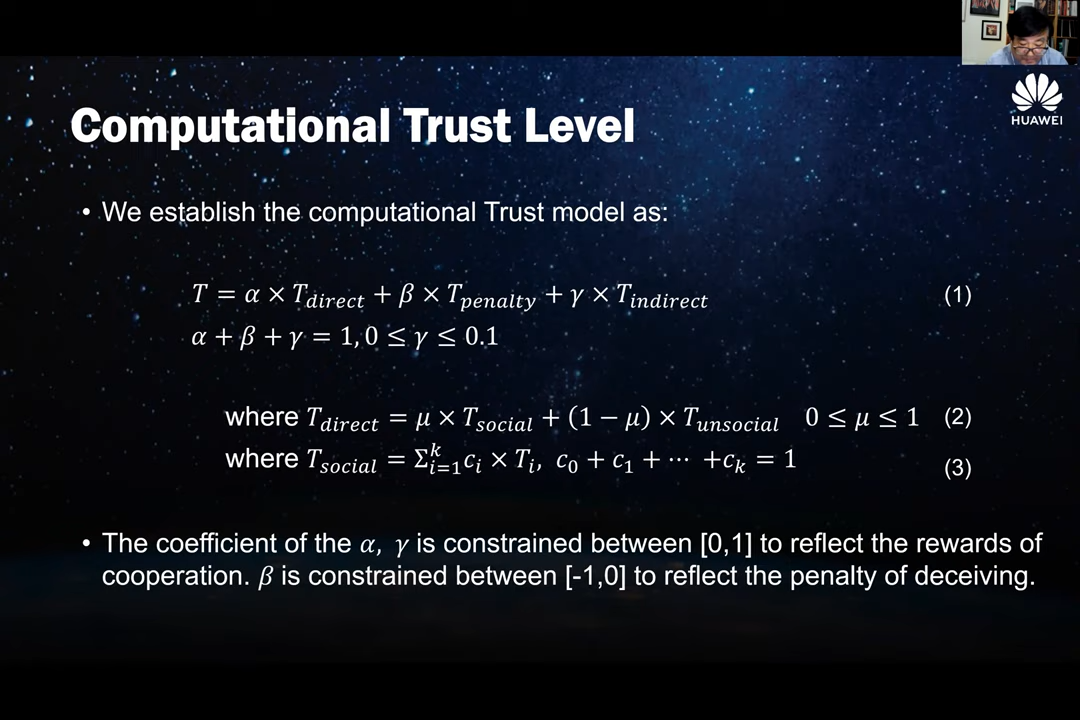 HUAWEI
Computational Trust Level
• We establish the computational Trust model as:
T = α × T_direct + β × T_penalty + γ × T_indirect (1)
α + β + γ = 1, 0 ≤ γ ≤ 0.1
where T_direct = μ × T_social + (1 − μ) × T_unsocial 0 ≤ μ ≤ 1 (2)
where T_social = Σ_{i=1}^{k} c_i × T_i, c_0 + c_1 + ⋯ +c_k = 1 (3)
• The coefficient of the α, γ is constrained between [0,1] to reflect the rewards of
cooperation. β is constrained between [-1,0] to reflect the penalty of deceiving.